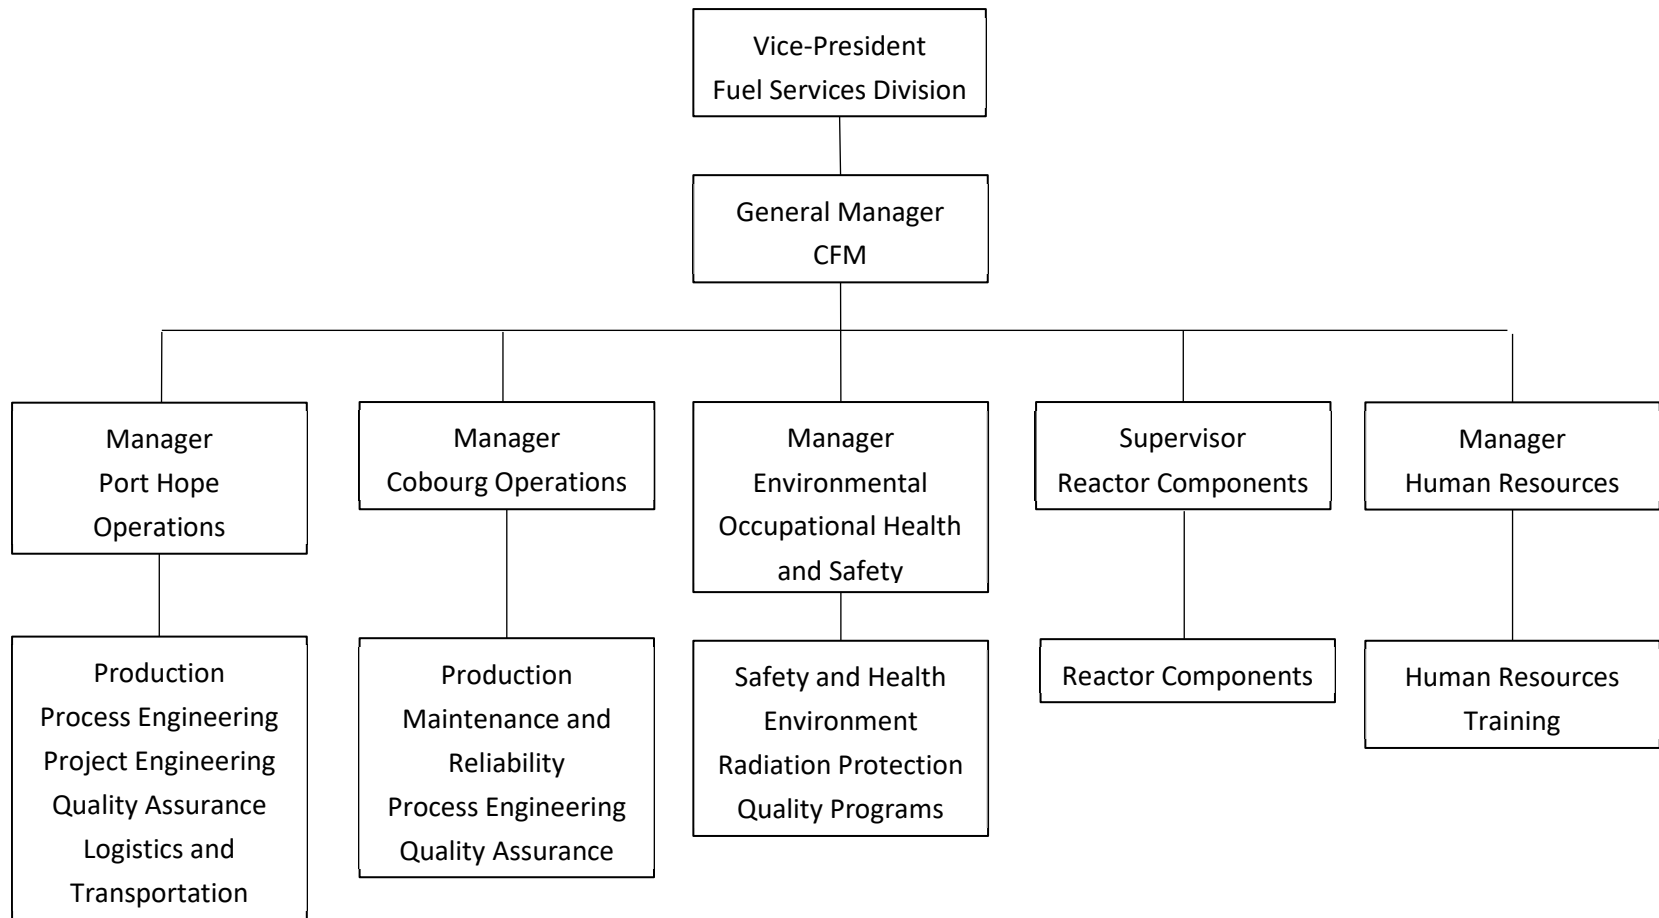 Vice-President
Fuel Services Division
General Manager
CFM
Manager
Port Hope
Operations
Manager
Cobourg Operations
Manager
Environmental
Occupational Health
and Safety
Supervisor
Reactor Components
Manager
Human Resources
Production
Process Engineering
Project Engineering
Quality Assurance
Logistics and
Transportation
Production
Maintenance and
Reliability
Process Engineering
Quality Assurance
Safety and Health
Environment
Radiation Protection
Quality Programs
Reactor Components
Human Resources
Training